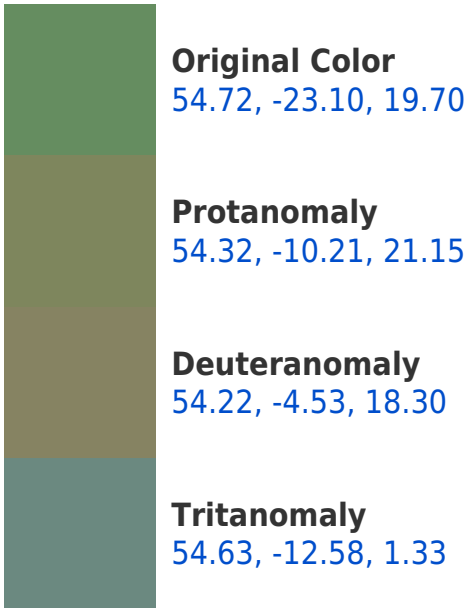 Original Color
54.72, -23.10, 19.70
Protanomaly
54.32, -10.21, 21.15
Deuteranomaly
54.22, -4.53, 18.30
Tritanomaly
54.63, -12.58, 1.33